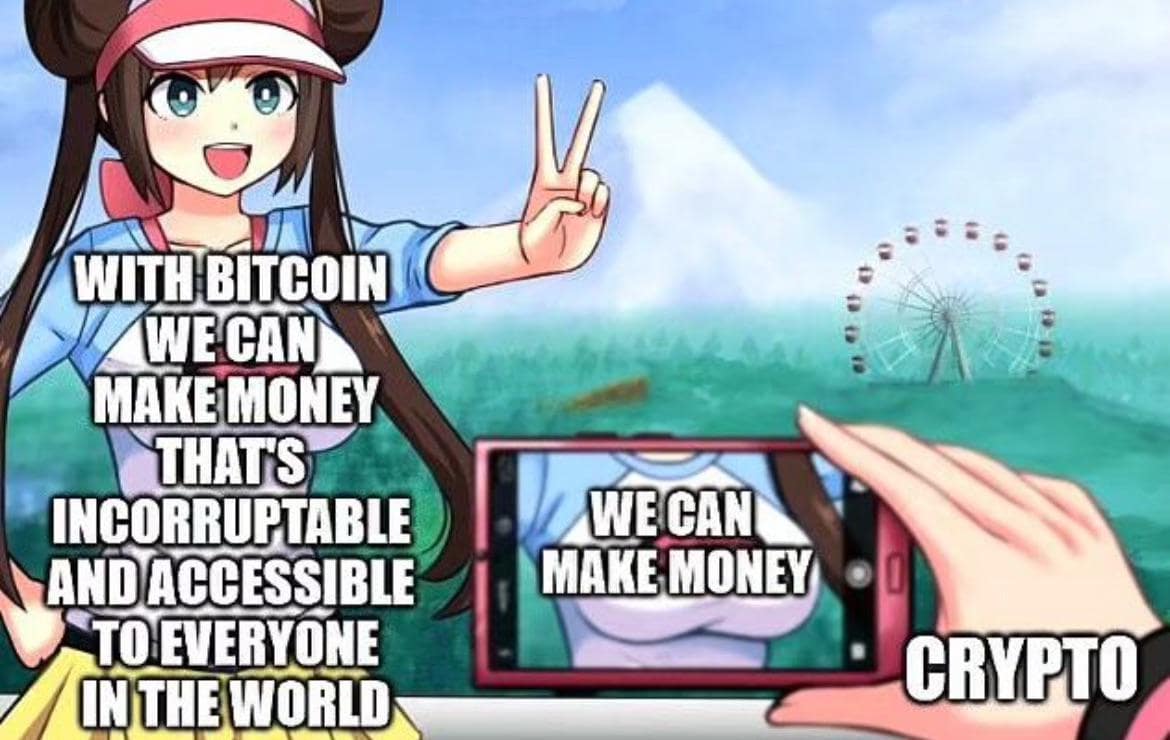 WITH BITCOIN
WE CAN
MAKE MONEY
THAT'S
INCORRUPTABLE
AND ACCESSIBLE
TO EVERYONE
IN THE WORLD
WE CAN
MAKE MONEY
CRYPTO